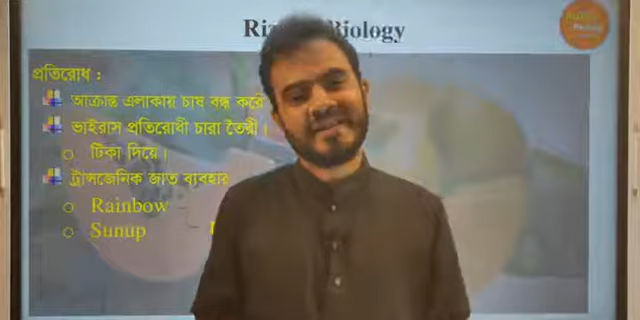 Biology
প্রতিরোধ :
আক্রান্ত এলাকায় চাষ বন্ধ করে
ভাইরাস প্রতিরোধী চারা তৈরী।
টিকা দিয়ে।
ট্রান্সজেনিক জাত ব্যবহার
Rainbow
Sunup